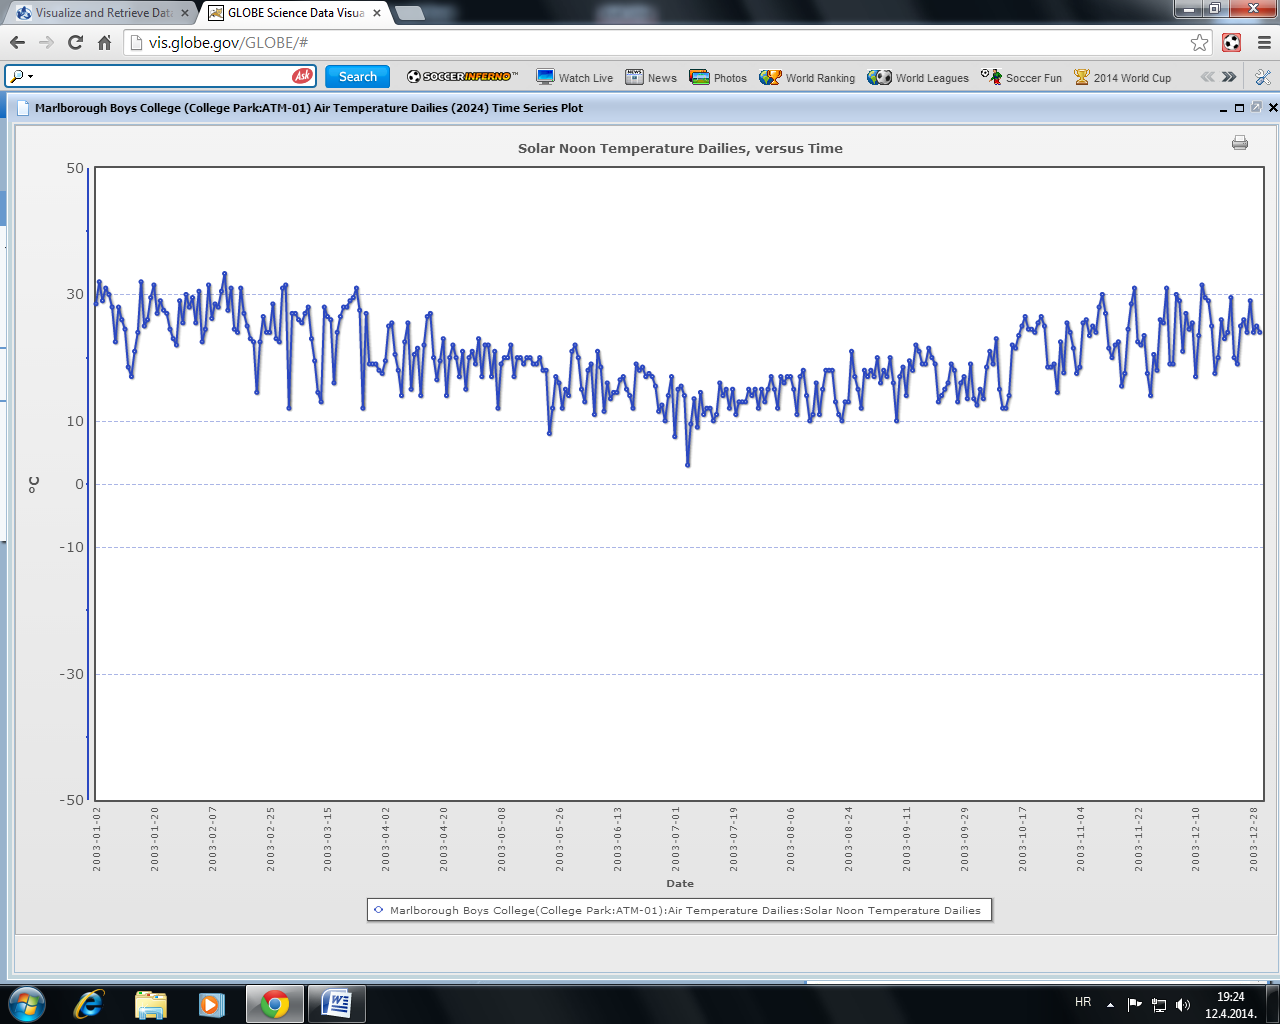 Visualize and Retrieve Data
GLOBE Science Data Visua
vis.globe.gov/GLOBE/#
Ask
Search
SOCCERINFERNO™
Watch Live
News
Photos
World Ranking
World Leagues
Soccer Fun
2014 World Cup
Marlborough Boys College (College Park:ATM-01) Air Temperature Dailies (2024) Time Series Plot
Solar Noon Temperature Dailies, versus Time
50
30
10
0
-10
-30
-50
°C
2003-01-02
2003-01-20
2003-02-07
2003-02-25
2003-03-15
2003-04-02
2003-04-20
2003-05-08
2003-05-26
2003-06-13
2003-07-01
2003-07-19
2003-08-06
2003-08-24
2003-09-11
2003-09-29
2003-10-17
2003-11-04
2003-11-22
2003-12-10
2003-12-28
Date
Marlborough Boys College(College Park:ATM-01):Air Temperature Dailies:Solar Noon Temperature Dailies
HR
19:24
12.4.2014.